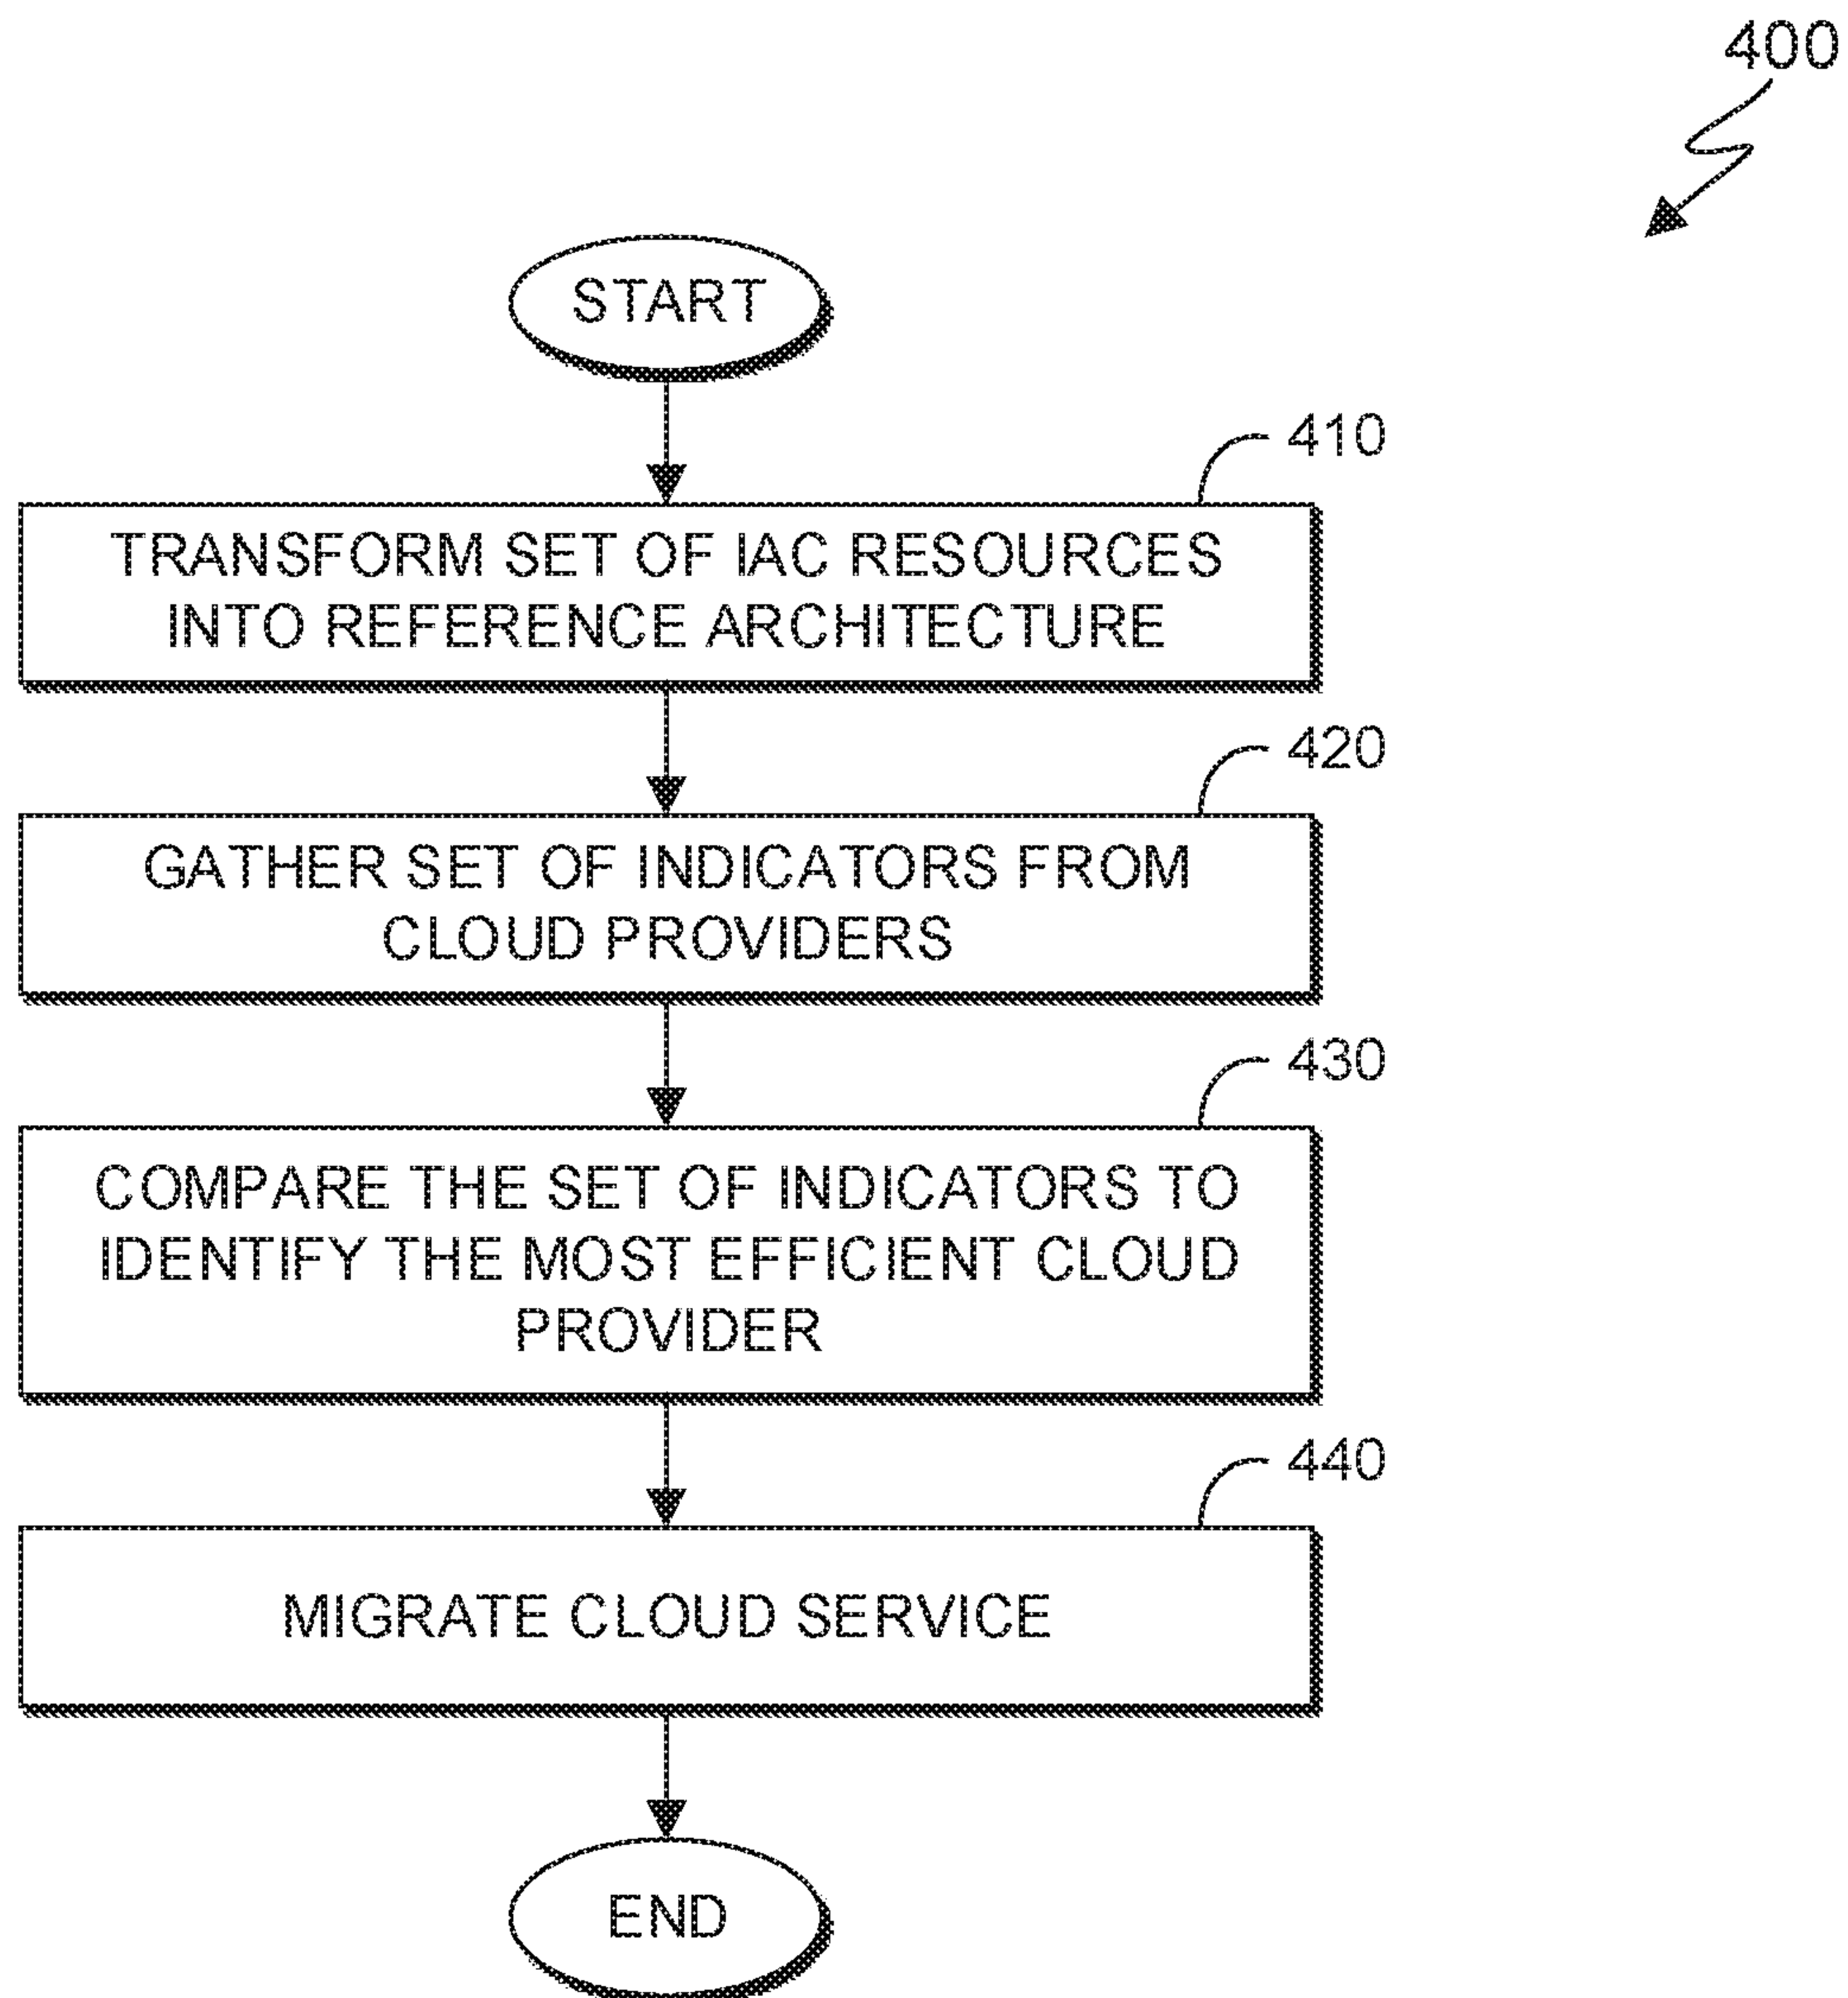 400
START
410
TRANSFORM SET OF IAC RESOURCES
INTO REFERENCE ARCHITECTURE
420
GATHER SET OF INDICATORS FROM
CLOUD PROVIDERS
430
COMPARE THE SET OF INDICATORS TO
IDENTIFY THE MOST EFFICIENT CLOUD
PROVIDER
440
MIGRATE CLOUD SERVICE
END